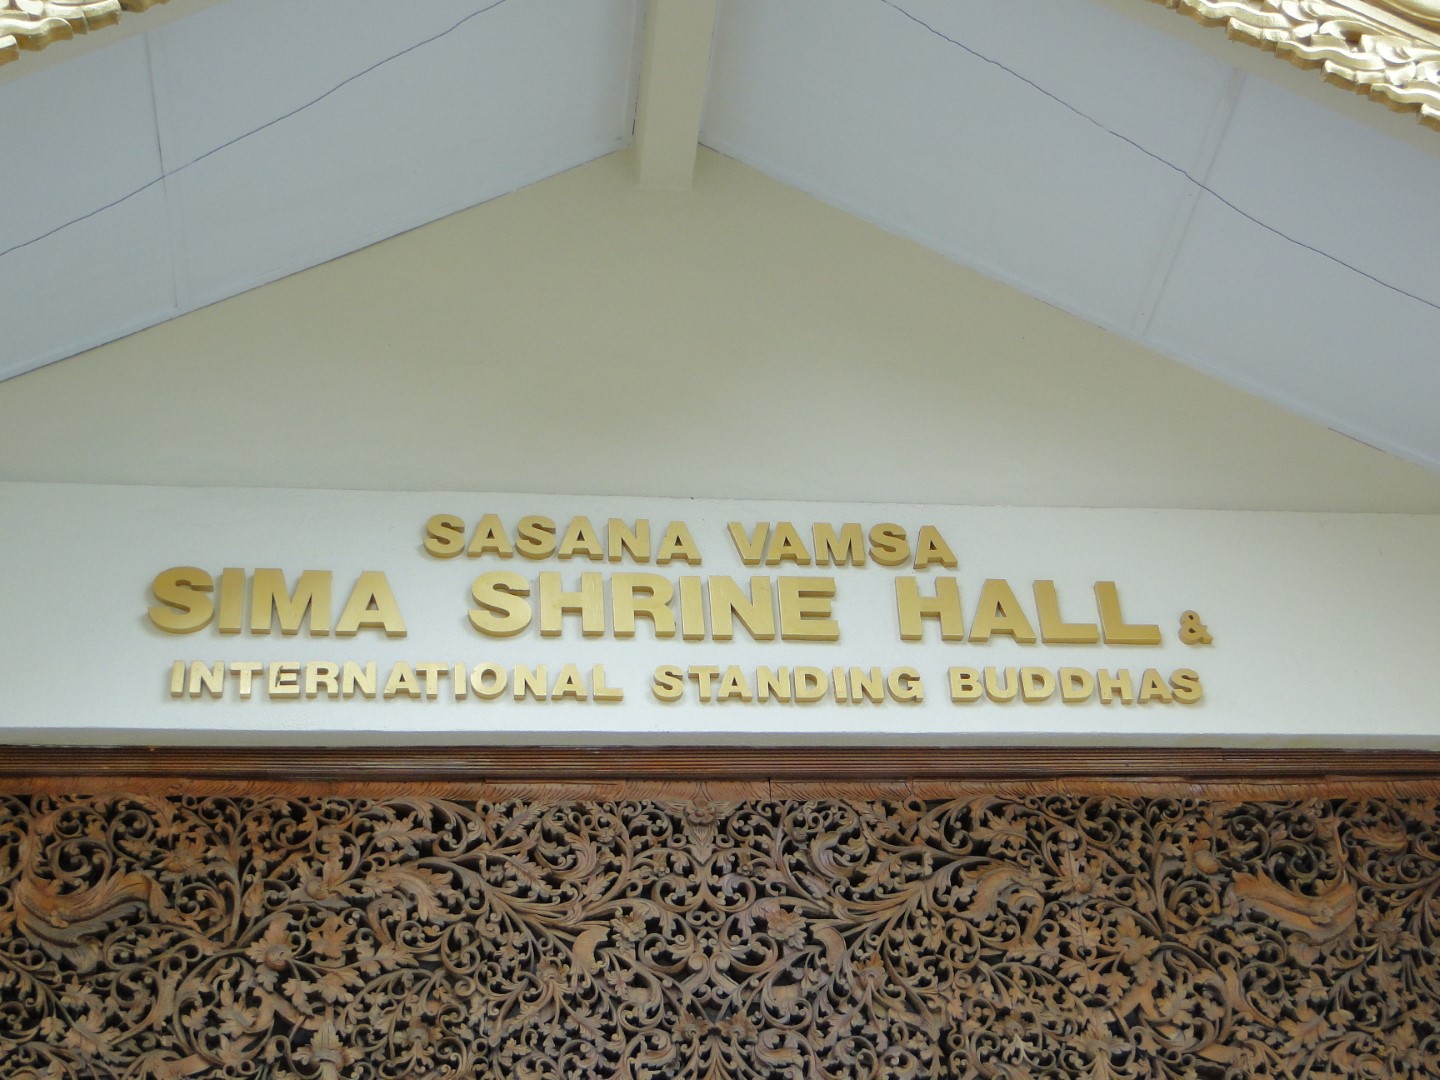 SASANA VAMSA
SIMA SHRINE HALL &
INTERNATIONAL STANDING BUDDHAS